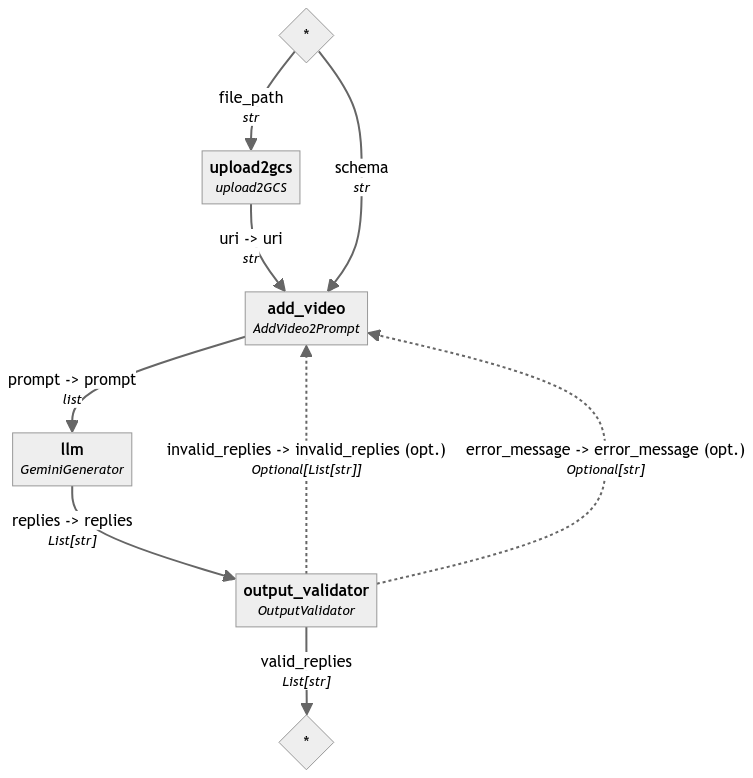 *
file_path
str
upload2gcs
upload2GCS
schema
str
uri -> uri
str
add_video
AddVideo2Prompt
prompt -> prompt
list
llm
GeminiGenerator
invalid_replies -> invalid_replies (opt.)
Optional[List[str]]
error_message -> error_message (opt.)
Optional[str]
replies -> replies
List[str]
output_validator
OutputValidator
valid_replies
List[str]
*